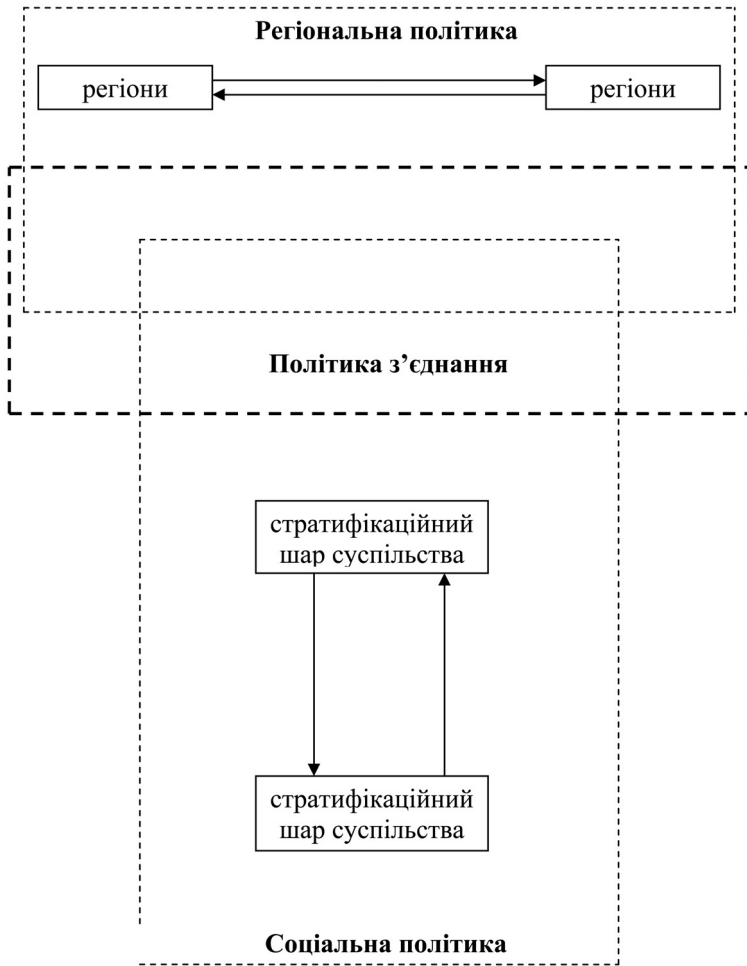 Регіональна політика
регіони
регіони
Політика з’єднання
стратифікаційний
шар суспільства
стратифікаційний
шар суспільства
Соціальна політика